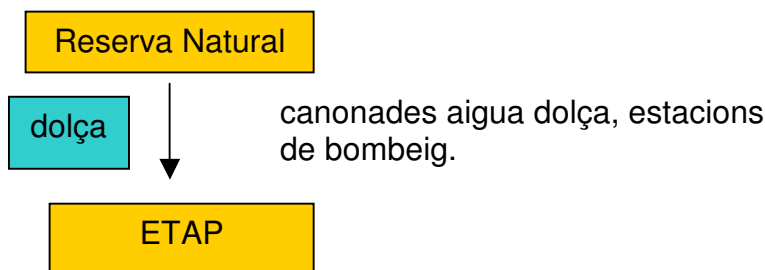 Reserva Natural
dolça
canonades aigua dolça, estacions
de bombeig.
ETAP